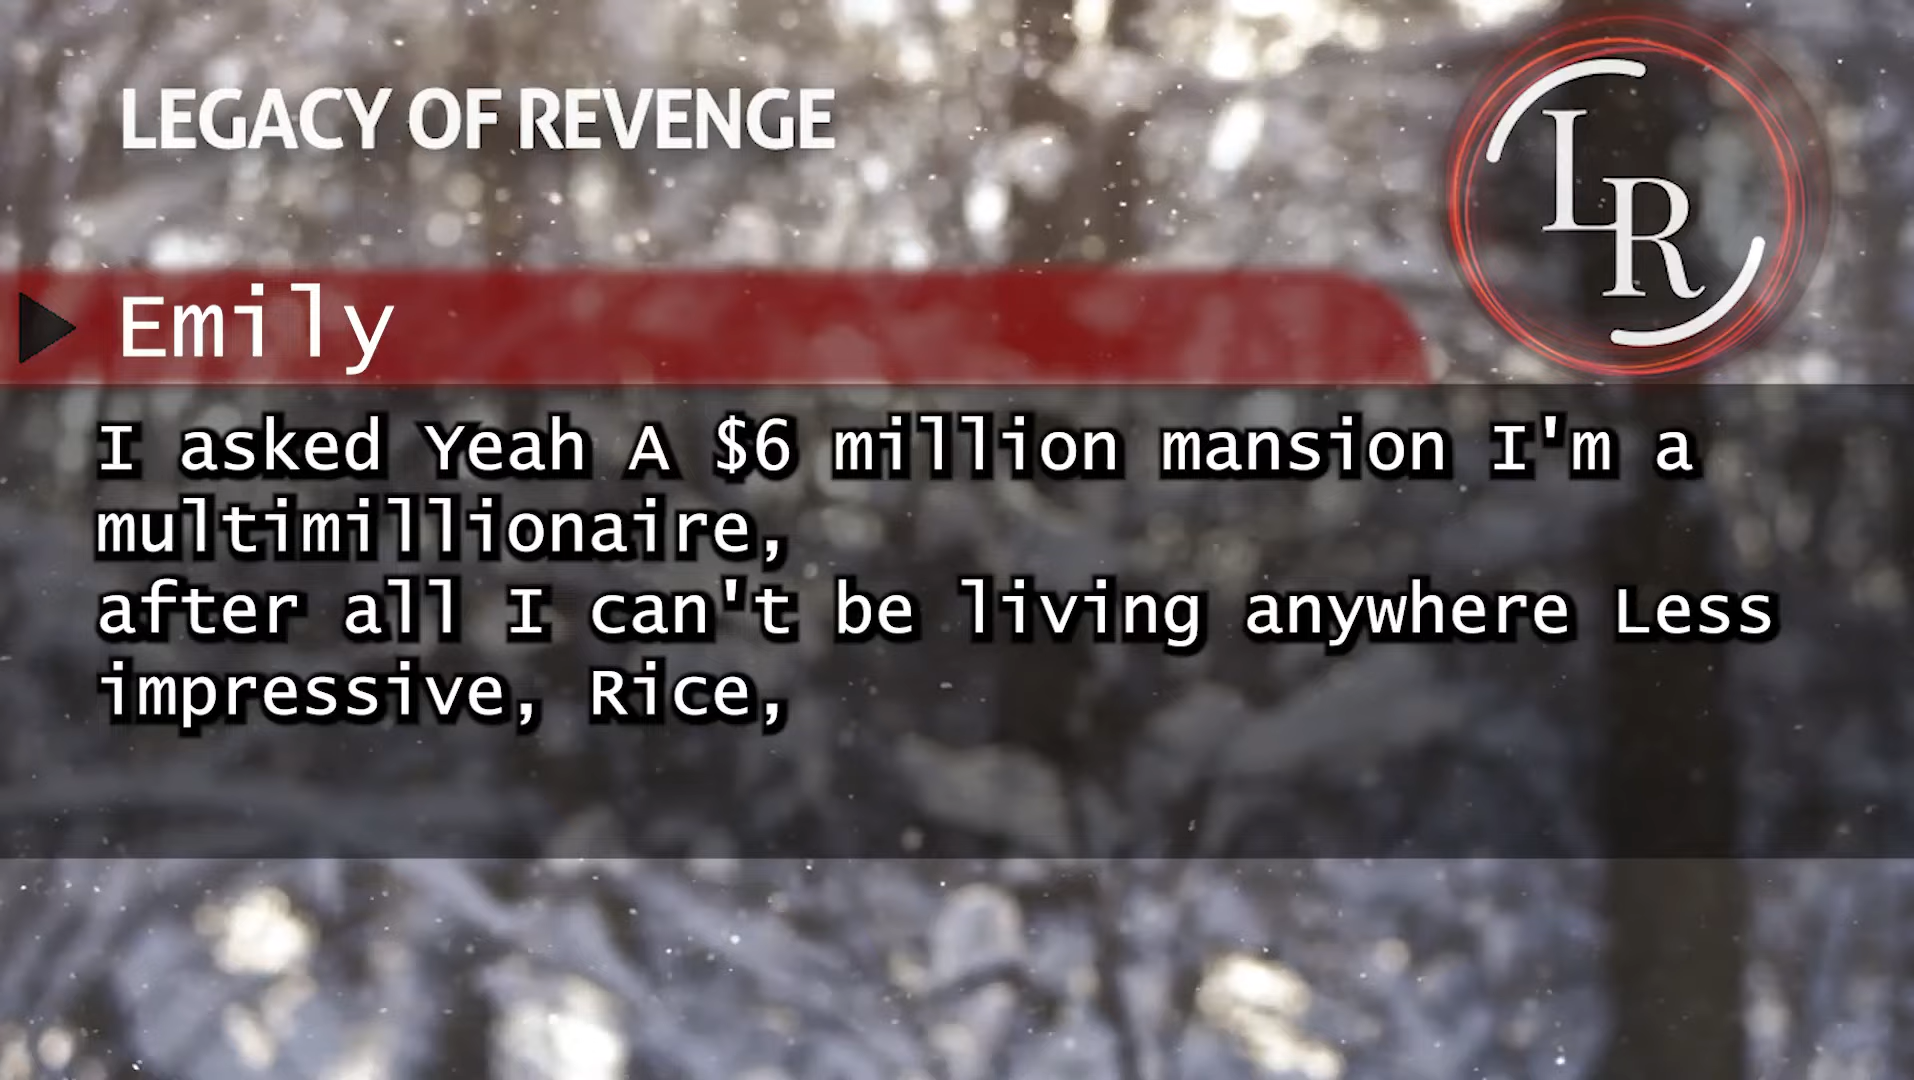 LEGACY OF REVENGE
LR
Emily
I asked Yeah A $6 million mansion I'm a
multimillionaire,
after all I can't be living anywhere Less
impressive, Rice,